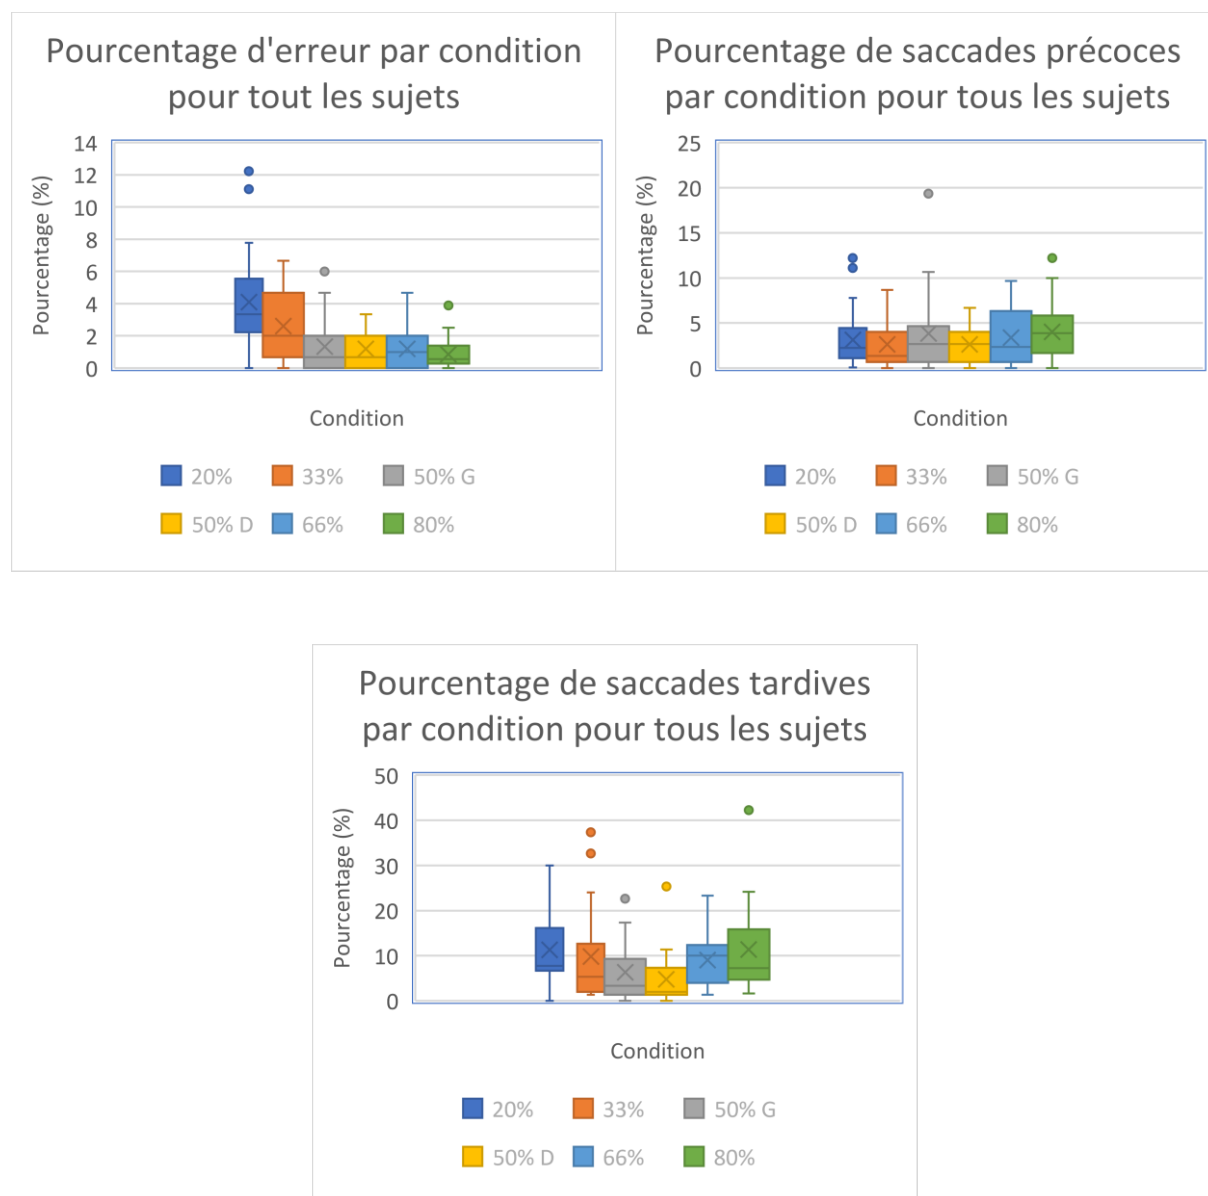 Pourcentage d'erreur par condition
pour tout les sujets
Pourcentage (%)
14
12
10
8
6
4
2
0
Condition
20% 33% 50% G
50% D 66% 80%
Pourcentage de saccades précoces
par condition pour tous les sujets
Pourcentage (%)
25
20
15
10
5
0
Condition
20% 33% 50% G
50% D 66% 80%
Pourcentage de saccades tardives
par condition pour tous les sujets
Pourcentage (%)
50
40
30
20
10
0
Condition
20% 33% 50% G
50% D 66% 80%